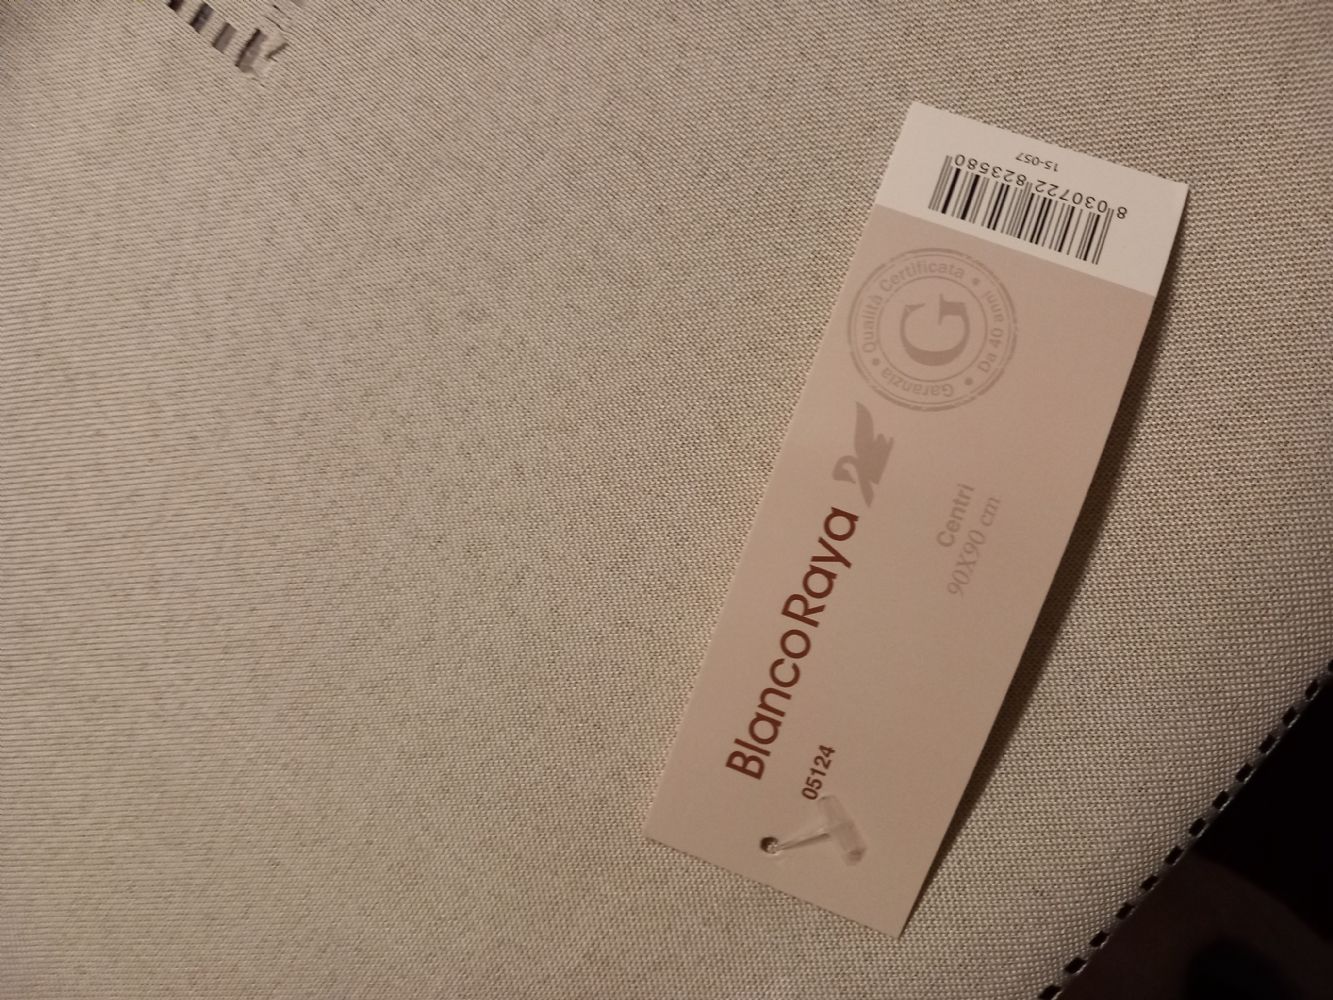 BlancoRaya
05124
Centri
90X90 cm
Qualità Certificata • Da 40 anni • Garanzia •
G
15-057
8 030722 823580